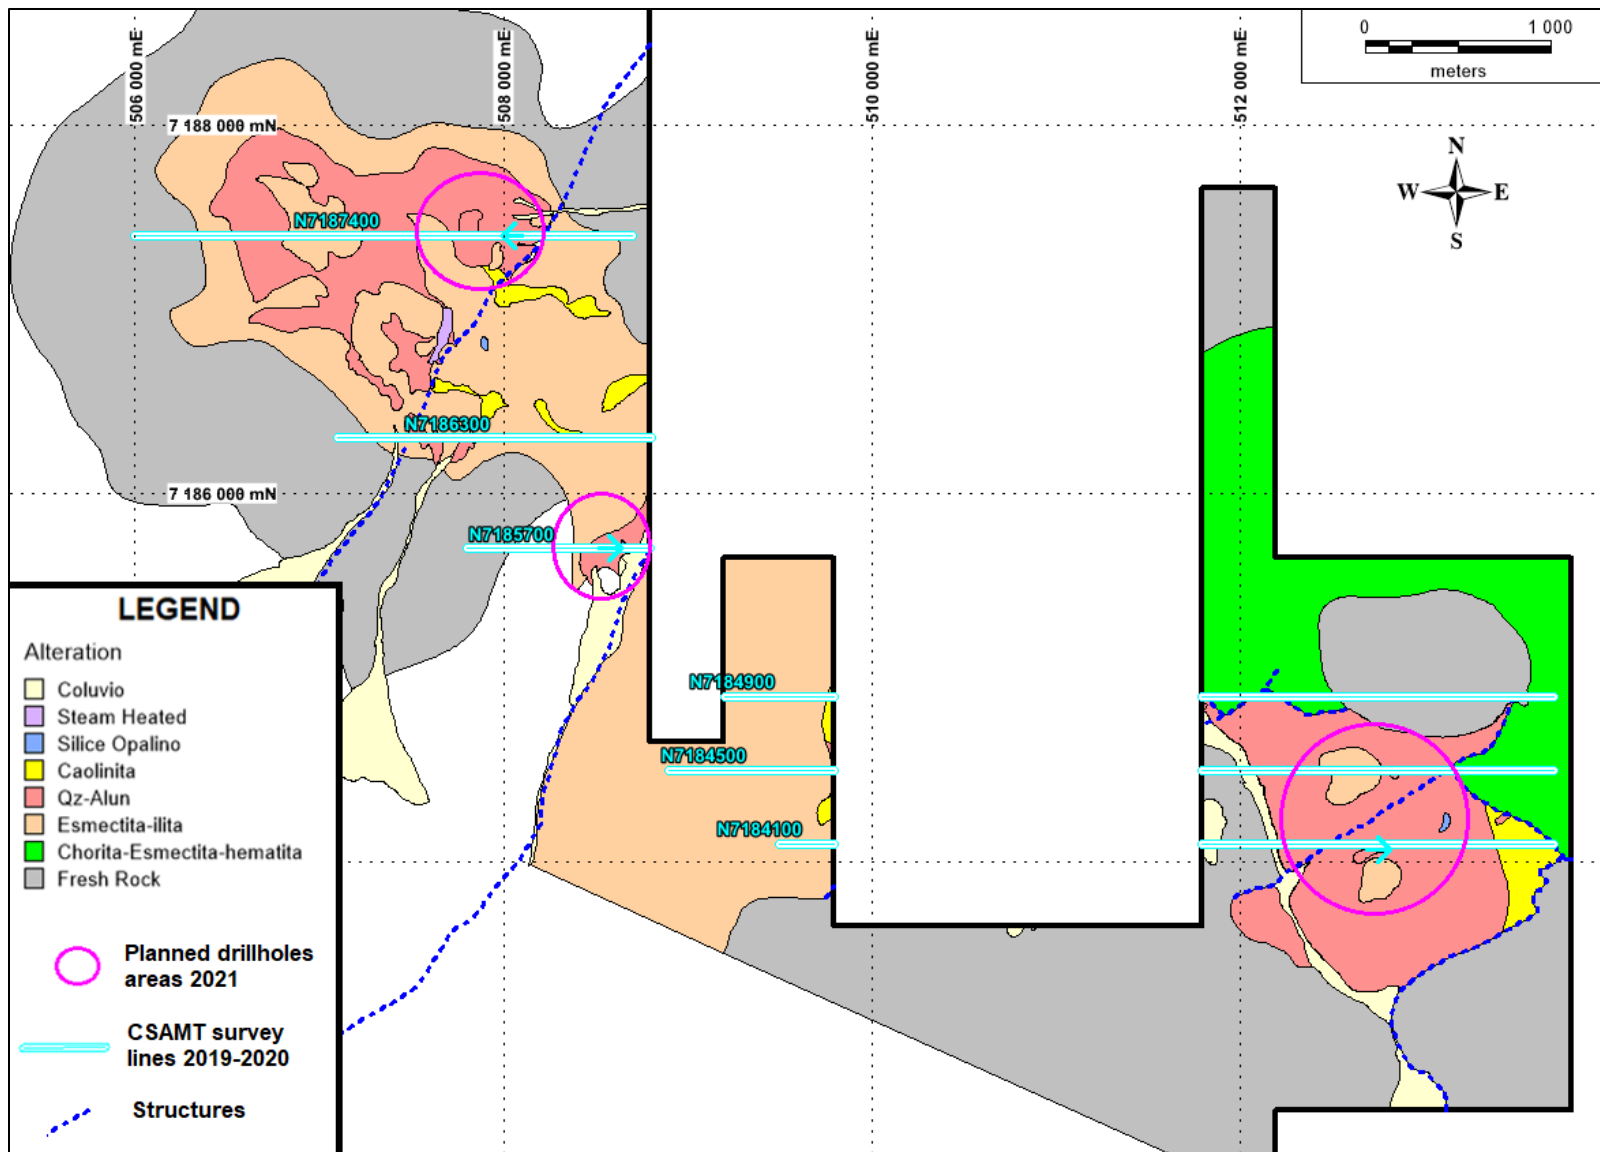 0 1 000
meters
506 000 mE
508 000 mE
510 000 mE
512 000 mE
7 188 000 mN
N
W E
S
N7187400
N7186300
7 186 000 mN
N7185700
N7184900
N7184500
N7184100
LEGEND
Alteration
Coluvio
Steam Heated
Silice Opalino
Caolinita
Qz-Alun
Esmectita-ilita
Chorita-Esmectita-hematita
Fresh Rock
Planned drillholes
areas 2021
CSAMT survey
lines 2019-2020
Structures